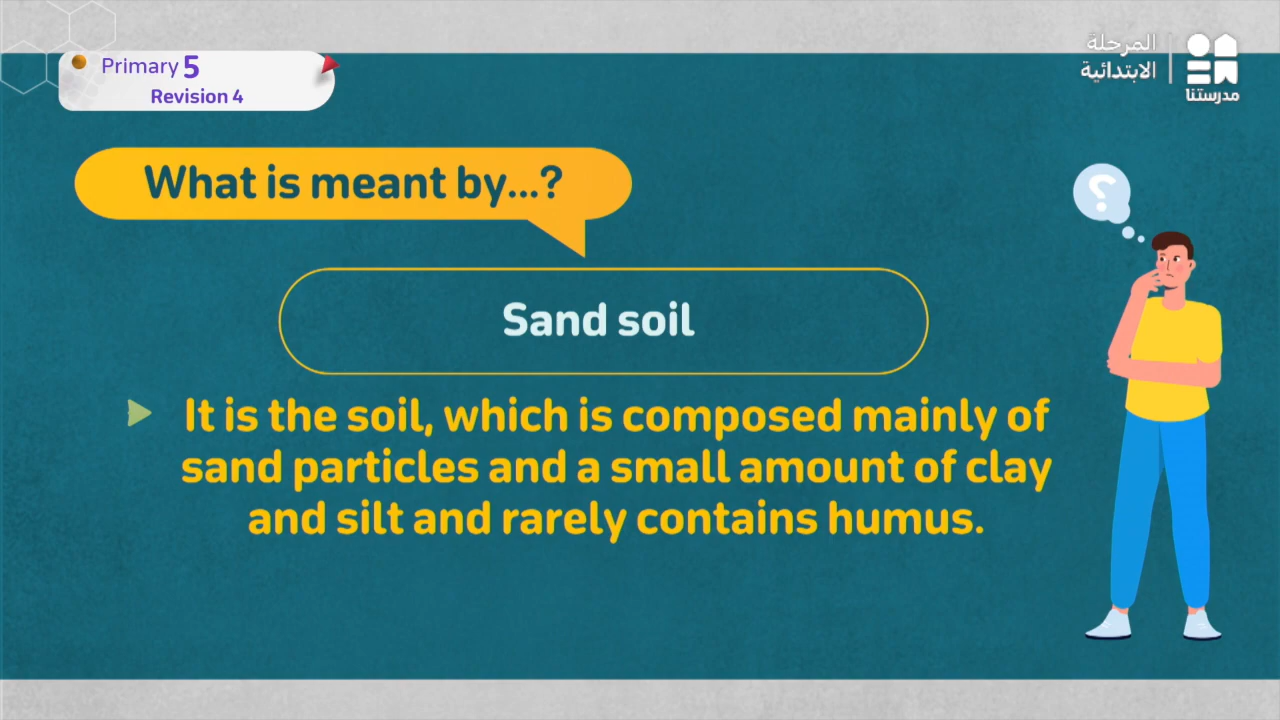 Primary 5
Revision 4
المرحلة
الابتدائية
مدرستنا
What is meant by...?
?
Sand soil
It is the soil, which is composed mainly of
sand particles and a small amount of clay
and silt and rarely contains humus.